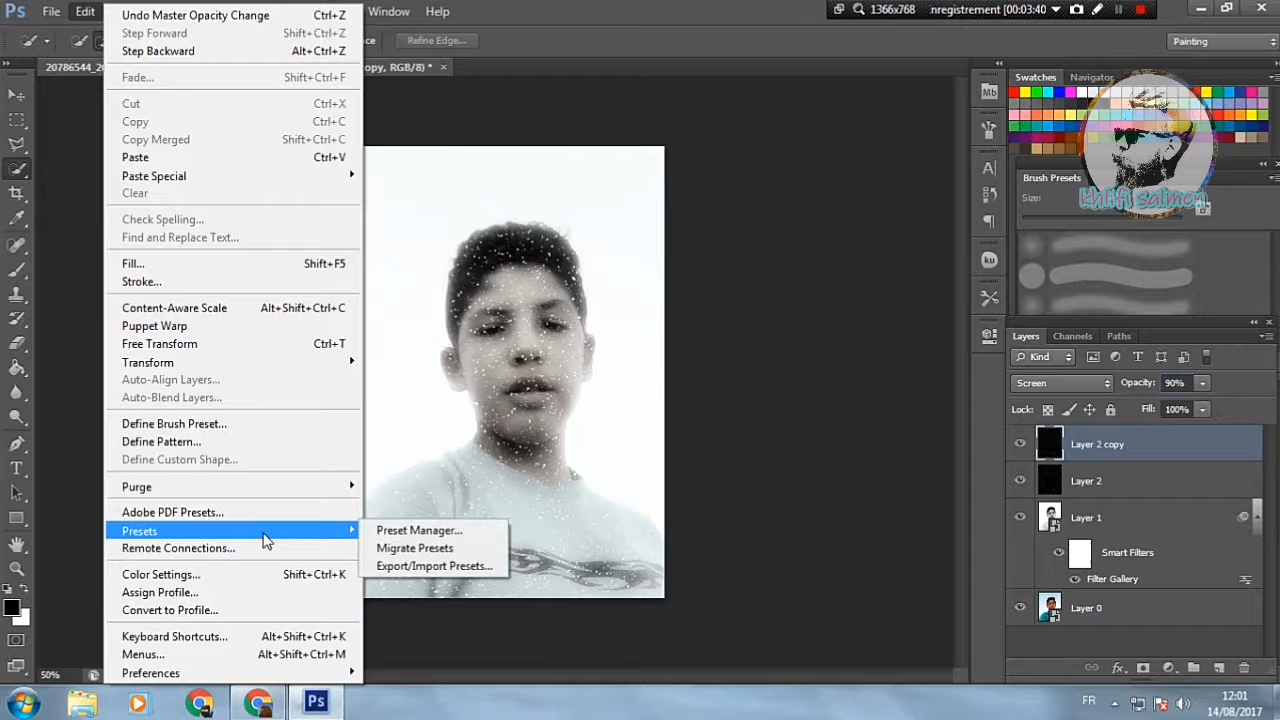 Ps File Edit Window Help
1366x768 .nregistrement [00:03:40]
ce Refine Edge... Painting
20786544_2 copy, RGB/8) *
Undo Master Opacity Change Ctrl+Z
Step Forward Shift+Ctrl+Z
Step Backward Alt+Ctrl+Z
Fade... Shift+Ctrl+F
Cut Ctrl+X
Copy Ctrl+C
Copy Merged Shift+Ctrl+C
Paste Ctrl+V
Paste Special
Clear
Check Spelling...
Find and Replace Text...
Fill... Shift+F5
Stroke...
Content-Aware Scale Alt+Shift+Ctrl+C
Puppet Warp
Free Transform Ctrl+T
Transform
Auto-Align Layers...
Auto-Blend Layers...
Define Brush Preset...
Define Pattern...
Define Custom Shape...
Purge
Adobe PDF Presets...
Presets
Remote Connections...
Color Settings... Shift+Ctrl+K
Assign Profile...
Convert to Profile...
Keyboard Shortcuts... Alt+Shift+Ctrl+K
Menus... Alt+Shift+Ctrl+M
Preferences
Preset Manager...
Migrate Presets
Export/Import Presets...
Swatches Navigator
Mb
khlifi salmon
Brush Presets
Size:
ku
Layers Channels Paths
Kind
Screen Opacity: 90%
Lock: Fill: 100%
Layer 2 copy
Layer 2
Layer 1
Smart Filters
Filter Gallery
Layer 0
fx
50%
Ps
FR
12:01
14/08/2017